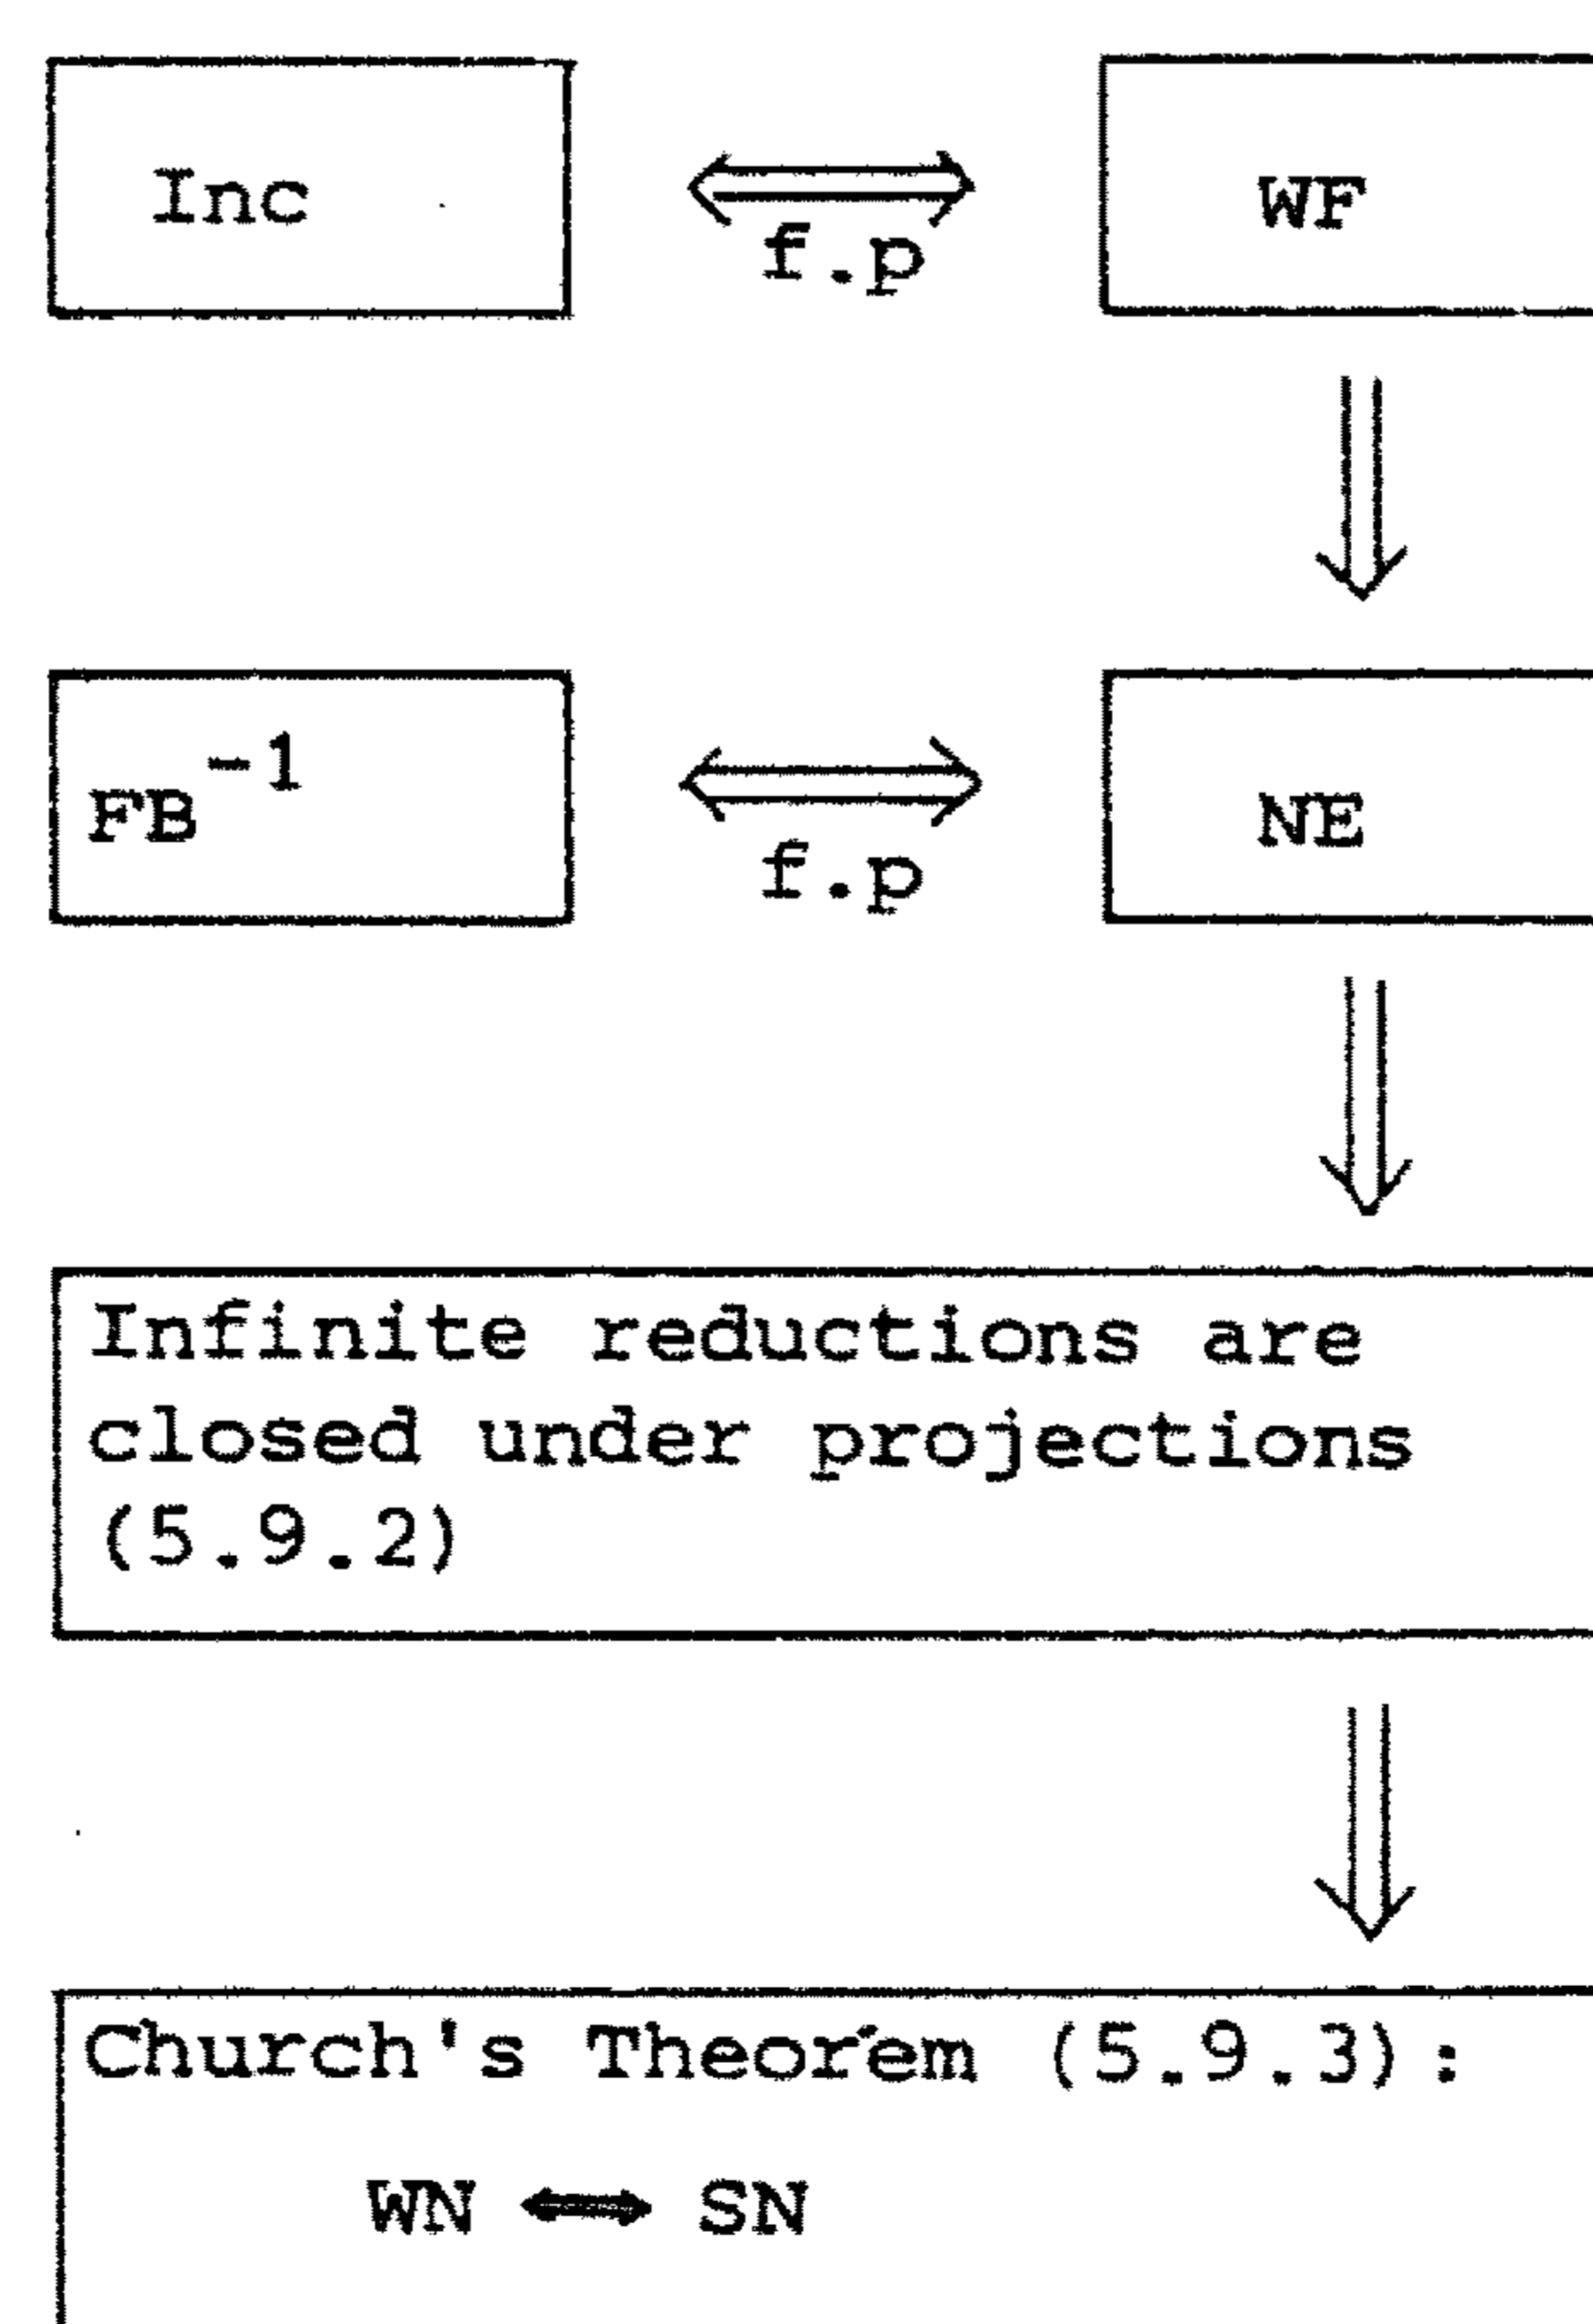 Inc
WF
f.p
FB⁻¹
NE
f.p
Infinite reductions are
closed under projections
(5.9.2)
Church's Theorem (5.9.3):
WN ⟺ SN